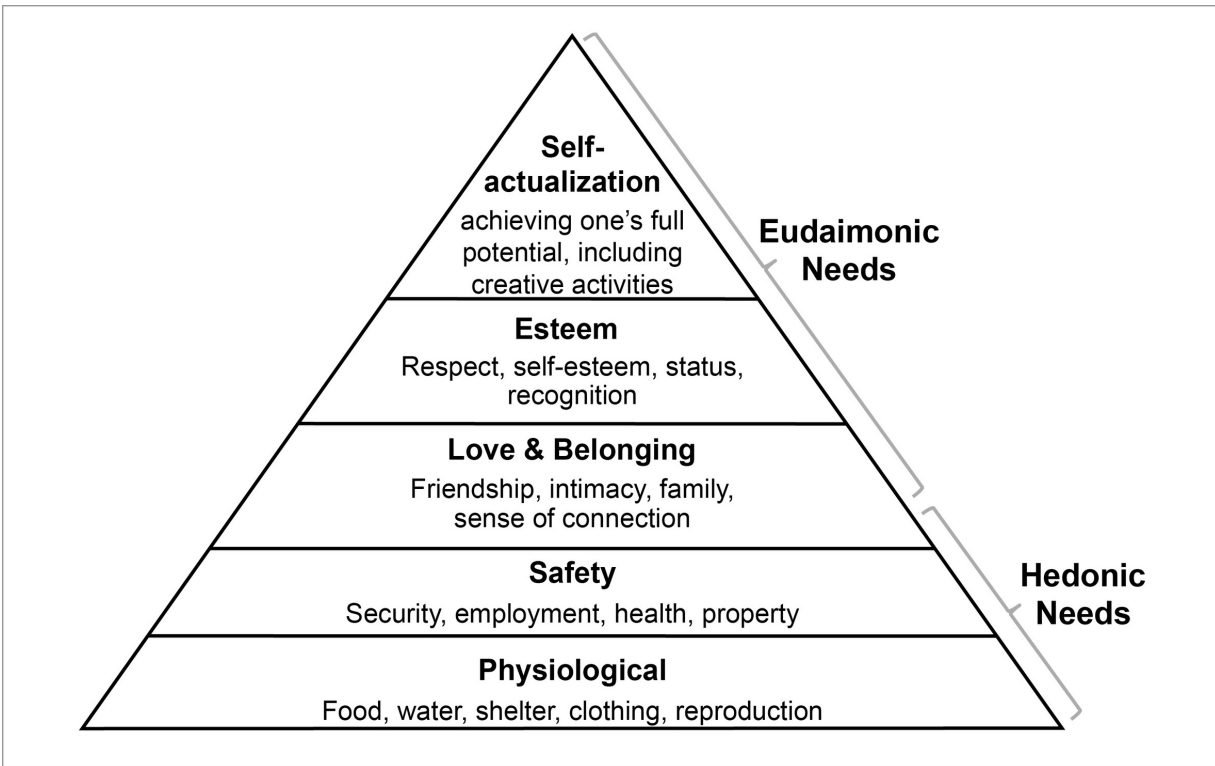 Self-
actualization
achieving one’s full
potential, including
creative activities
Eudaimonic
Needs
Esteem
Respect, self-esteem, status,
recognition
Love & Belonging
Friendship, intimacy, family,
sense of connection
Safety
Security, employment, health, property
Hedonic
Needs
Physiological
Food, water, shelter, clothing, reproduction